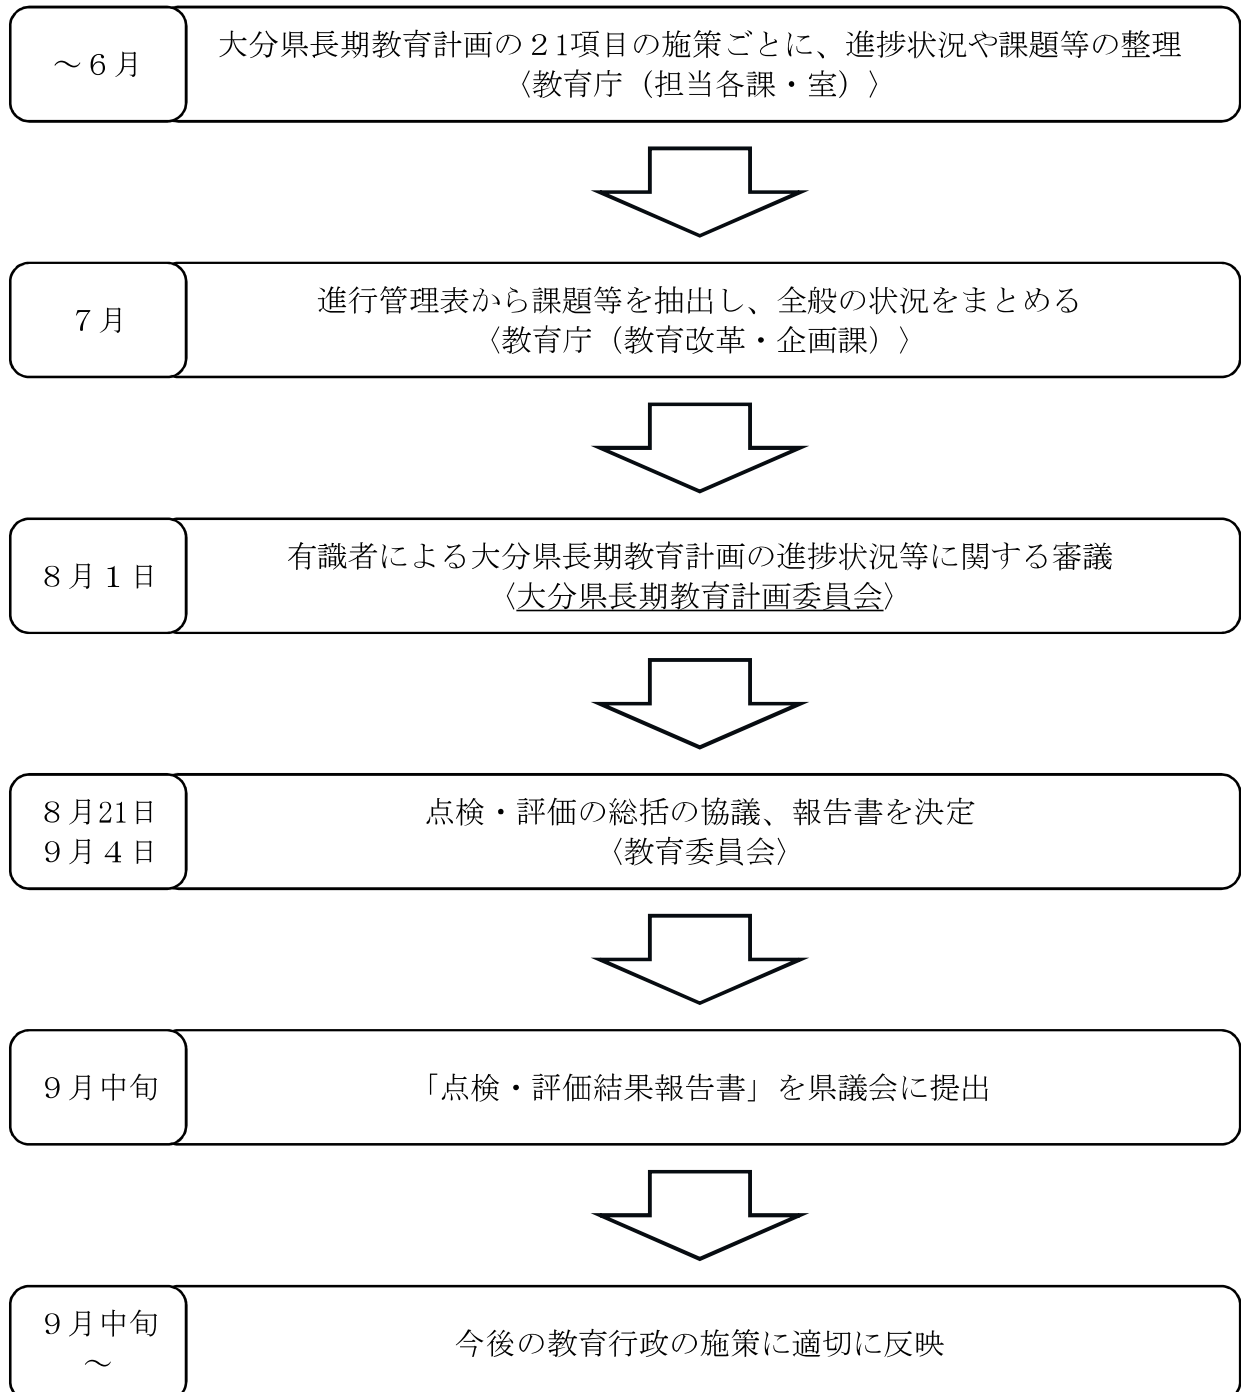 ～６月
大分県長期教育計画の２1項目の施策ごとに、進捗状況や課題等の整理
〈教育庁（担当各課・室）〉
７月
進行管理表から課題等を抽出し、全般の状況をまとめる
〈教育庁（教育改革・企画課）〉
８月１日
有識者による大分県長期教育計画の進捗状況等に関する審議
〈大分県長期教育計画委員会〉
８月21日
９月４日
点検・評価の総括の協議、報告書を決定
〈教育委員会〉
９月中旬
「点検・評価結果報告書」を県議会に提出
９月中旬
～
今後の教育行政の施策に適切に反映